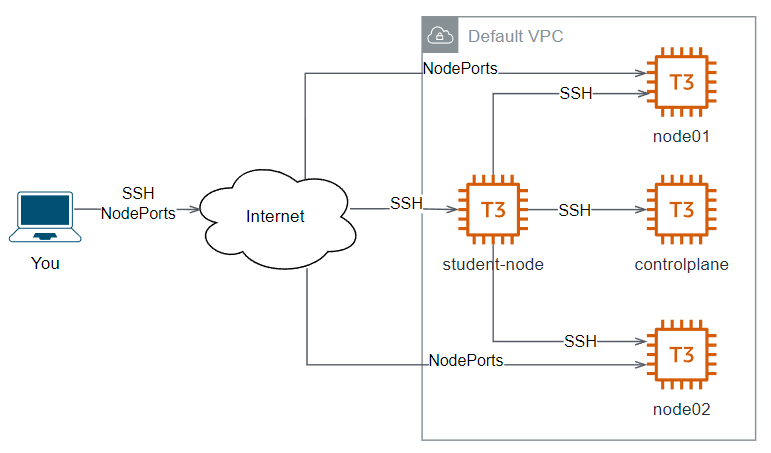 Default VPC
NodePorts
T3
SSH
node01
SSH
NodePorts
Internet
SSH
T3
SSH
T3
You
student-node
controlplane
SSH
T3
NodePorts
node02